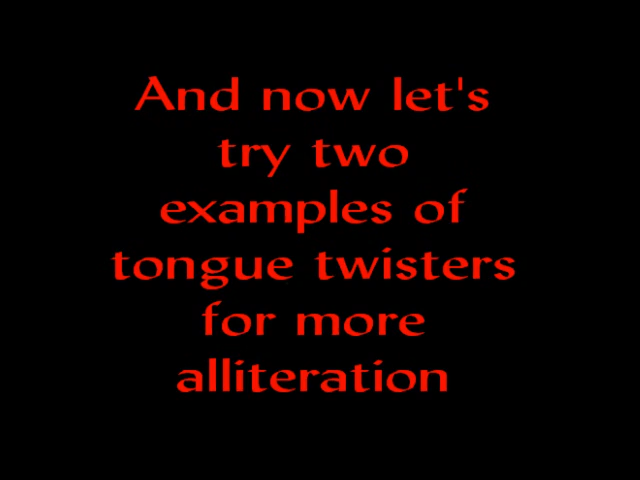 And now let's
try two
examples of
tongue twisters
for more
alliteration